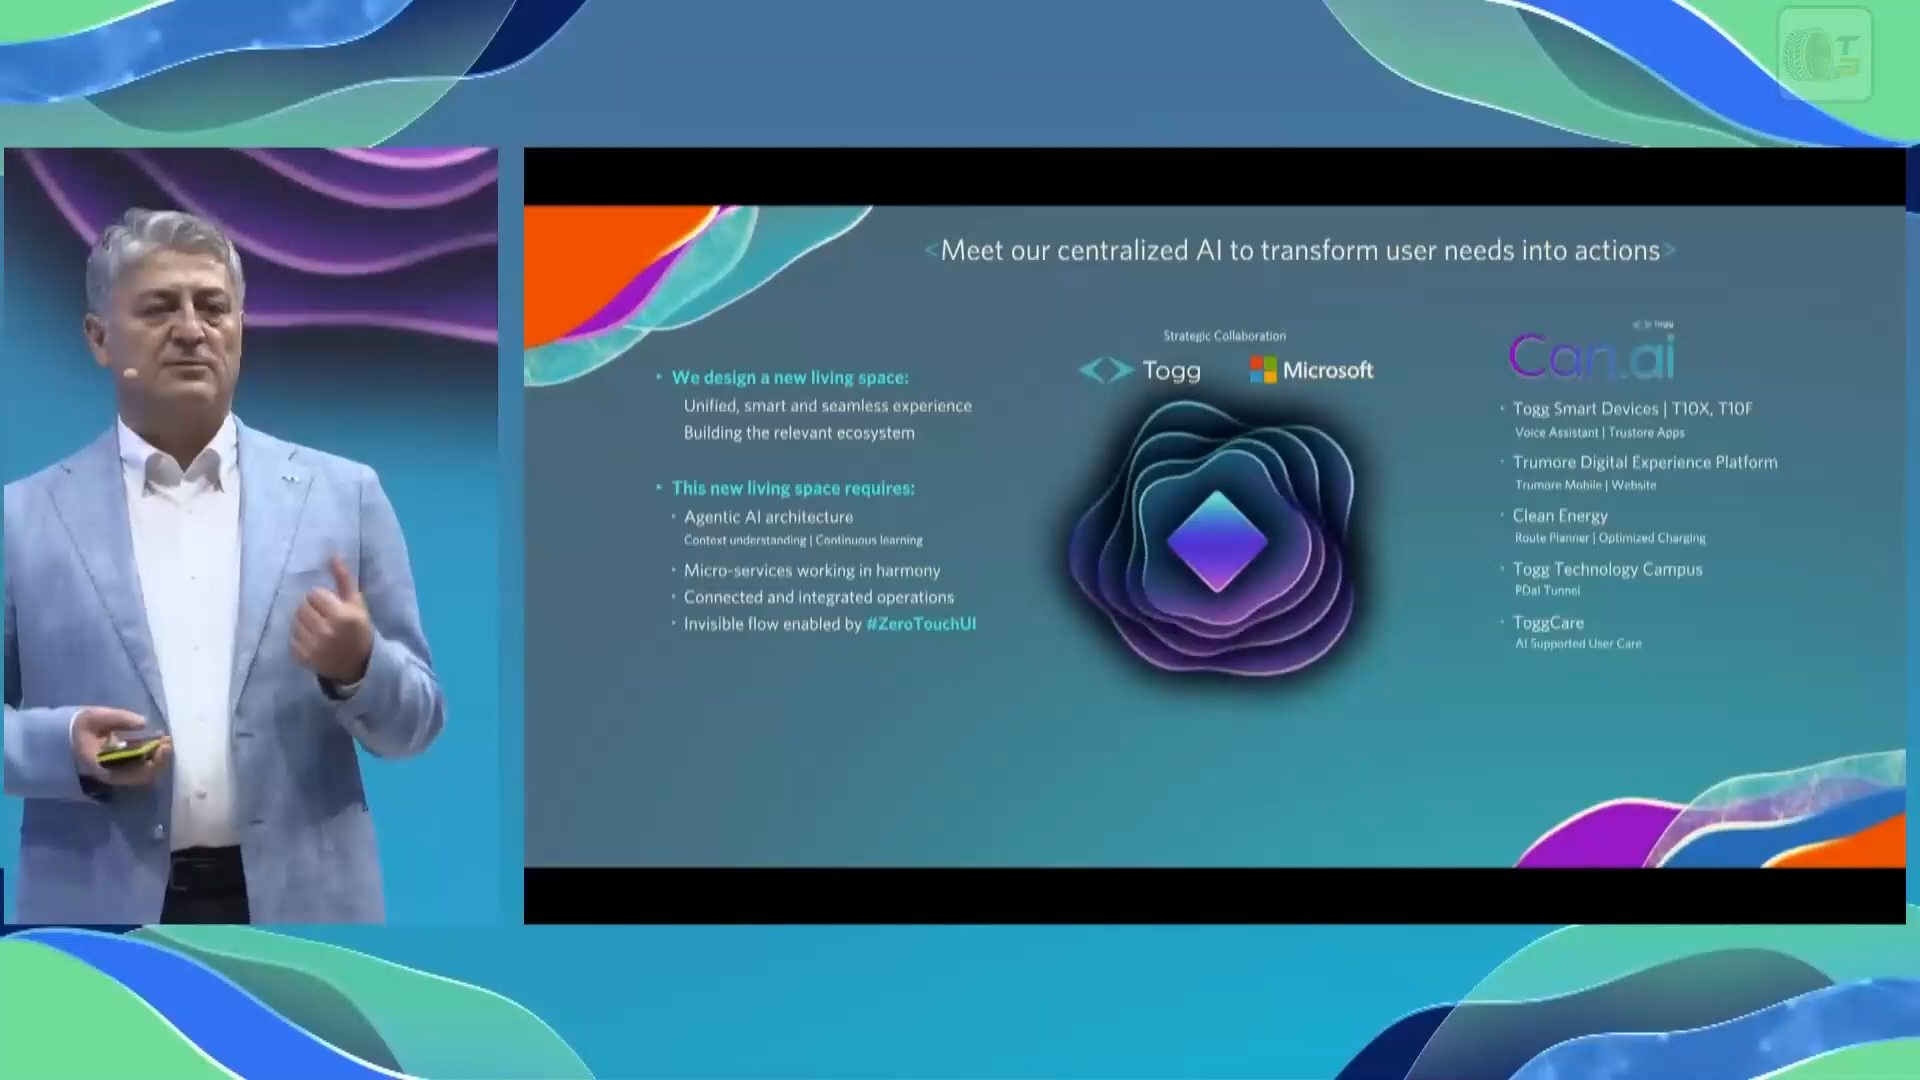 <Meet our centralized AI to transform user needs into actions>
• We design a new living space:
Unified, smart and seamless experience
Building the relevant ecosystem
• This new living space requires:
• Agentic AI architecture
Context understanding | Continuous learning
• Micro-services working in harmony
• Connected and integrated operations
• Invisible flow enabled by #ZeroTouchUI
Strategic Collaboration
Togg
Microsoft
Togg
Can.ai
• Togg Smart Devices | T10X, T10F
Voice Assistant | Trustore Apps
• Trumore Digital Experience Platform
Trumore Mobile | Website
• Clean Energy
Route Planner | Optimized Charging
• Togg Technology Campus
PDaI Tunnel
• ToggCare
AI Supported User Care